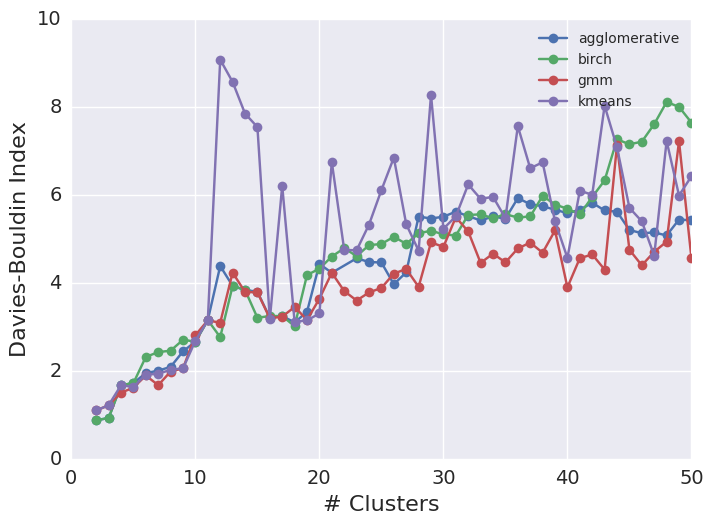 10
8
6
4
2
0
Davies-Bouldin Index
agglomerative
birch
gmm
kmeans
0 10 20 30 40 50
# Clusters